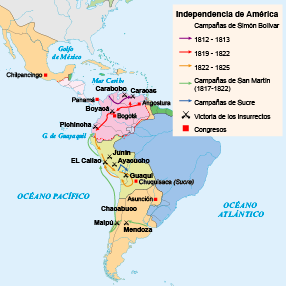 Independencia de América
Campañas de Simón Bolívar
1812 - 1813
1819 - 1822
1822 - 1825
Campañas de San Martín
(1817-1822)
Campañas de Sucre
Victoria de los insurrectos
Congresos
Golfo
de México
Chilpancingo
Mar Caribe
Carabobo
Caracas
Panamá
Angostura
Boyacá
Bogotá
Pichincha
G. de Guayaquil
Junín
EL Callao
Ayacucho
Guaqui
Chuquisaca (Sucre)
OCÉANO PACÍFICO
Asunción
OCÉANO
ATLÁNTICO
Chacabuco
Maipú
Mendoza